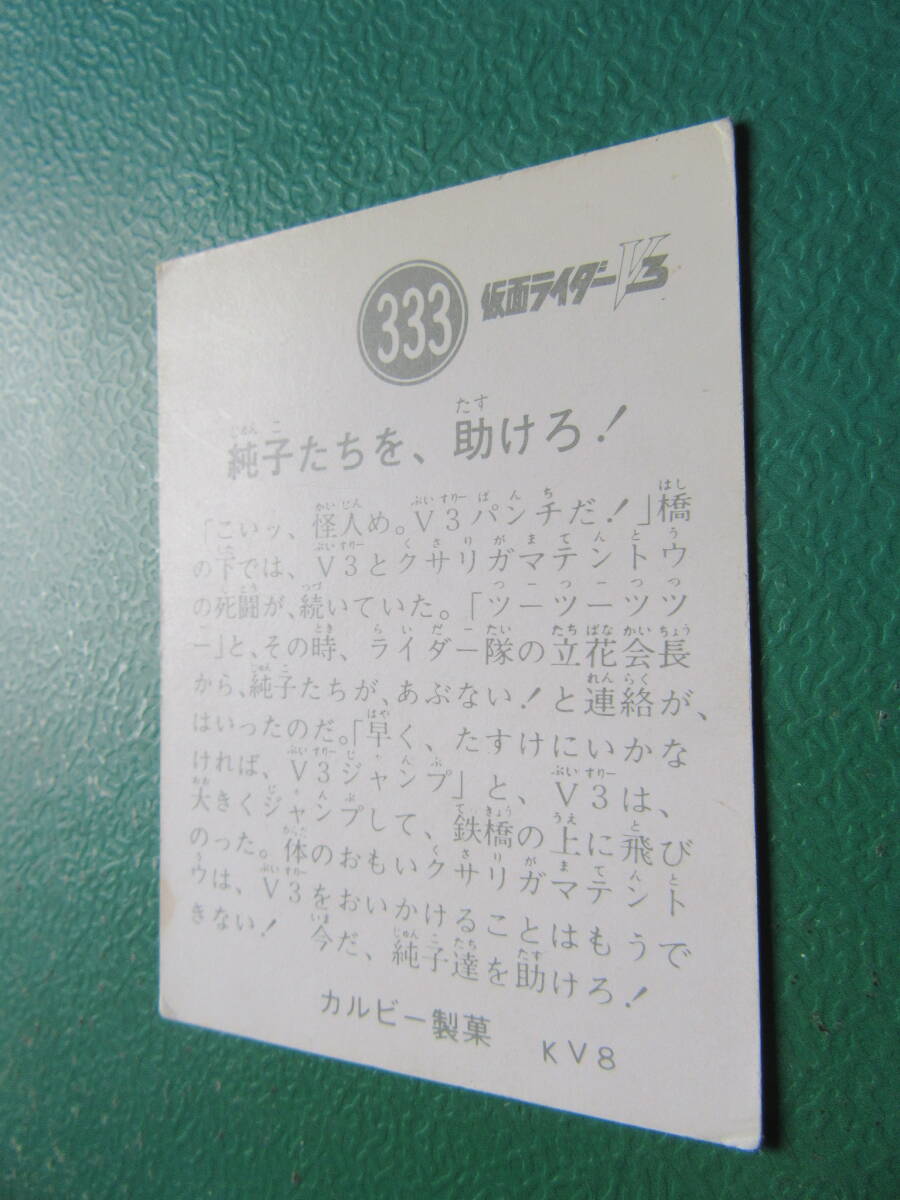 333 仮面ライダーV3
純子たちを、助けろ！
「こいッ、怪人め。V3パンチだ！」橋
の下では、V3とクサリガマテントウ
の死闘が、続いていた。「ツーツーツツ
ー」と、その時、ライダー隊の立花会長
から、純子たちが、あぶない！と連絡が、
はいったのだ。「早く、たすけにいかな
ければ、V3ジャンプ」と、V3は、
大きくジャンプして、鉄橋の上に飛び
のった。体のおもいクサリガマテント
ウは、V3をおいかけることはもうで
きない！　今だ、純子達を助けろ！
カルビー製菓 KV8